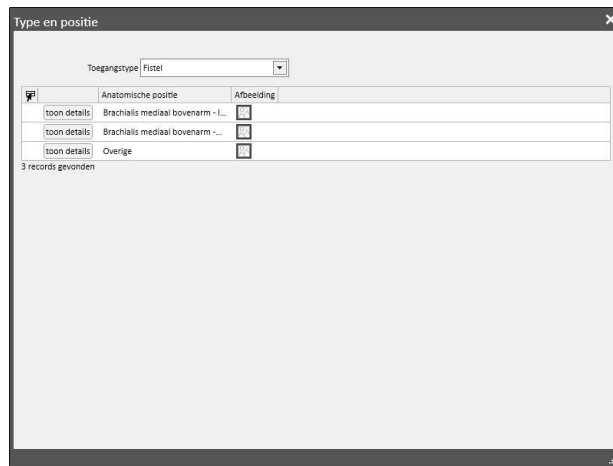 Type en positie
Toegangstype Fistel
Anatomische positie Afbeelding
toon details Brachialis mediaal bovenarm - l...
toon details Brachialis mediaal bovenarm -...
toon details Overige
3 records gevonden